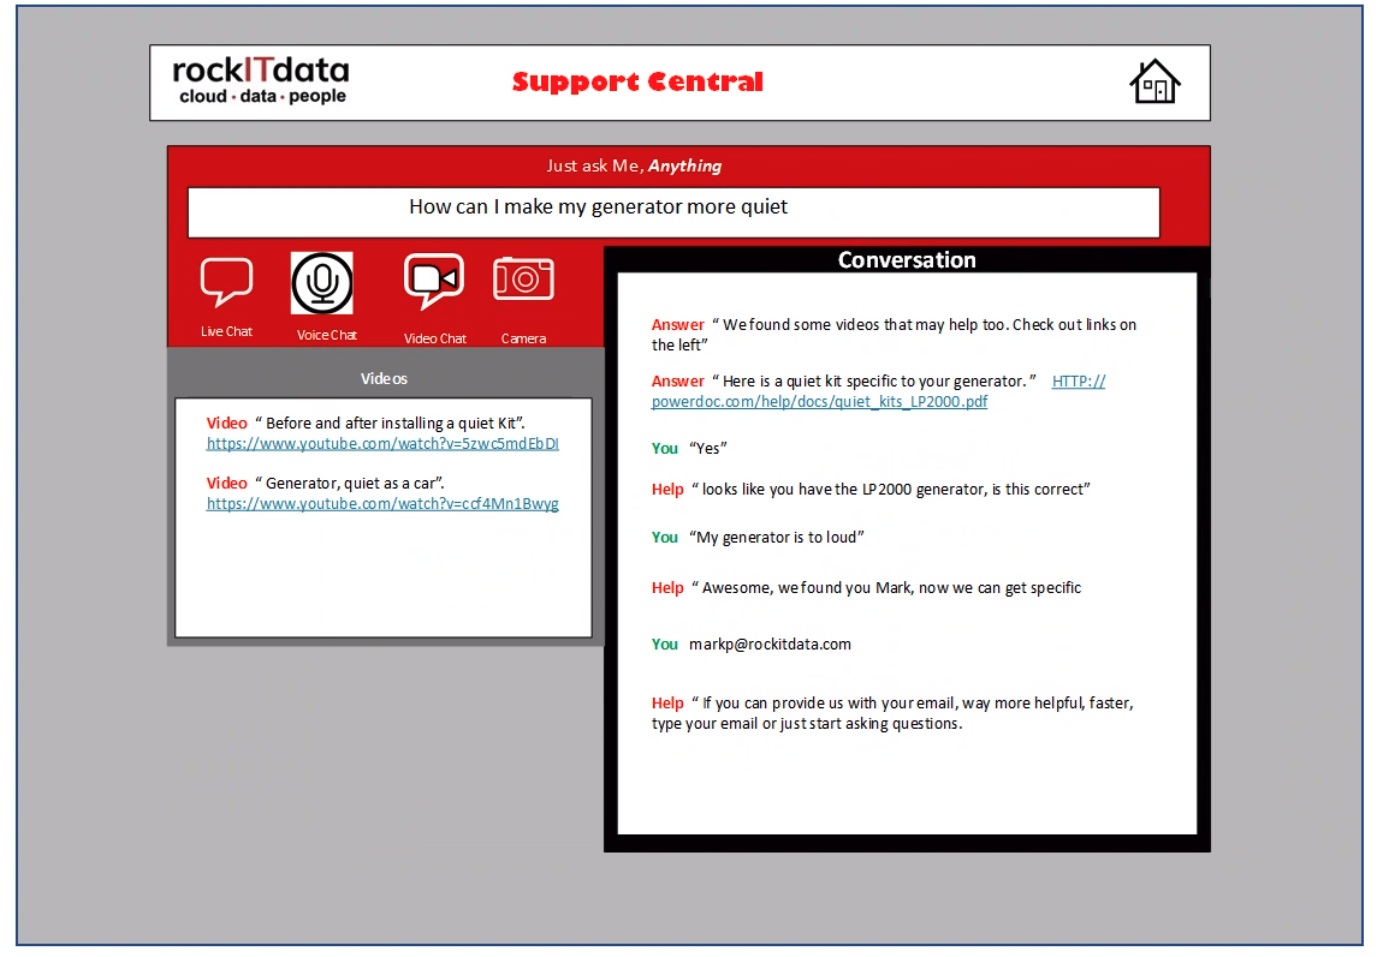 rockITdata
cloud · data · people
Support Central
Just ask Me, Anything
How can I make my generator more quiet
Live Chat
Voice Chat
Video Chat
Camera
Videos
Video “ Before and after installing a quiet Kit”.
https://www.youtube.com/watch?v=5zwc5mdEbDI
Video “ Generator, quiet as a car”.
https://www.youtube.com/watch?v=ccf4Mn1Bwyg
Conversation
Answer “ We found some videos that may help too. Check out links on
the left”
Answer “ Here is a quiet kit specific to your generator. ” HTTP://
powerdoc.com/help/docs/quiet_kits_LP2000.pdf
You “Yes”
Help “ looks like you have the LP2000 generator, is this correct”
You “My generator is to loud”
Help “ Awesome, we found you Mark, now we can get specific
You markp@rockitdata.com
Help “ If you can provide us with your email, way more helpful, faster,
type your email or just start asking questions.